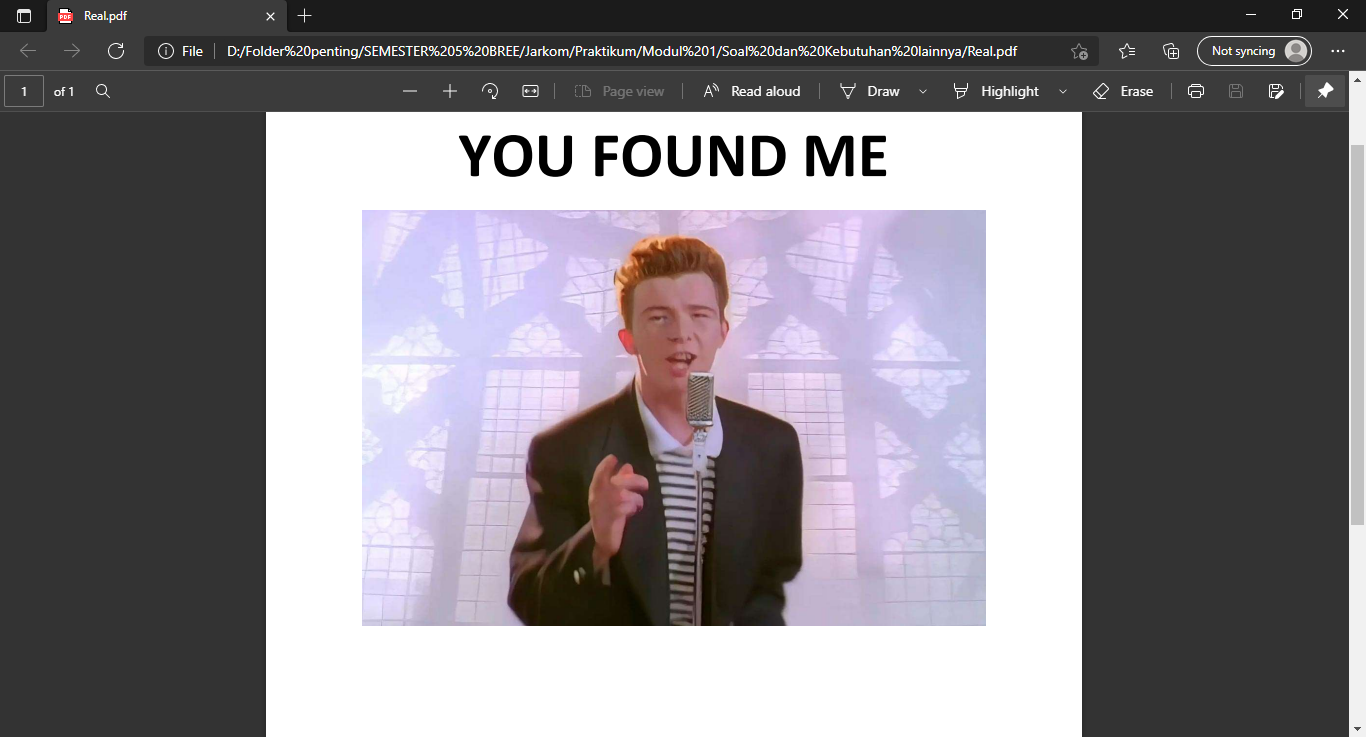 Real.pdf
File
D:/Folder%20penting/SEMESTER%205%20BREE/Jarkom/Praktikum/Modul%201/Soal%20dan%20Kebutuhan%20lainnya/Real.pdf
Not syncing
1 of 1
Page view
Read aloud
Draw
Highlight
Erase
YOU FOUND ME